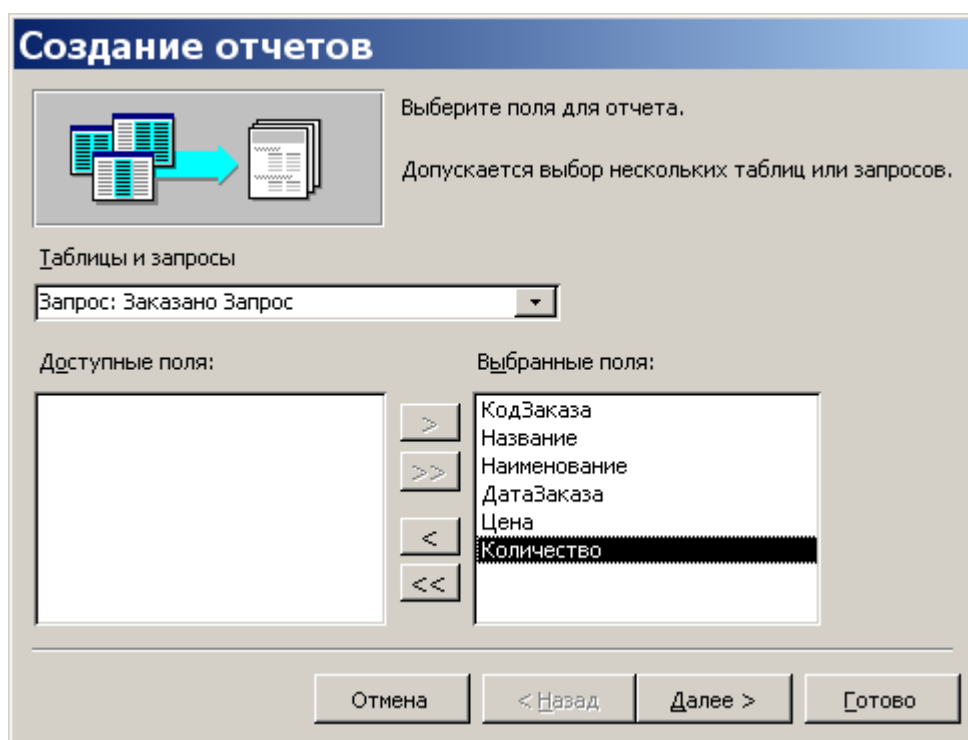 Создание отчетов
Выберите поля для отчета.
Допускается выбор нескольких таблиц или запросов.
Таблицы и запросы
Запрос: Заказано Запрос
Доступные поля:
Выбранные поля:
КодЗаказа
Название
Наименование
ДатаЗаказа
Цена
Количество
>
>>
<
<<
Отмена
< Назад
Далее >
Готово